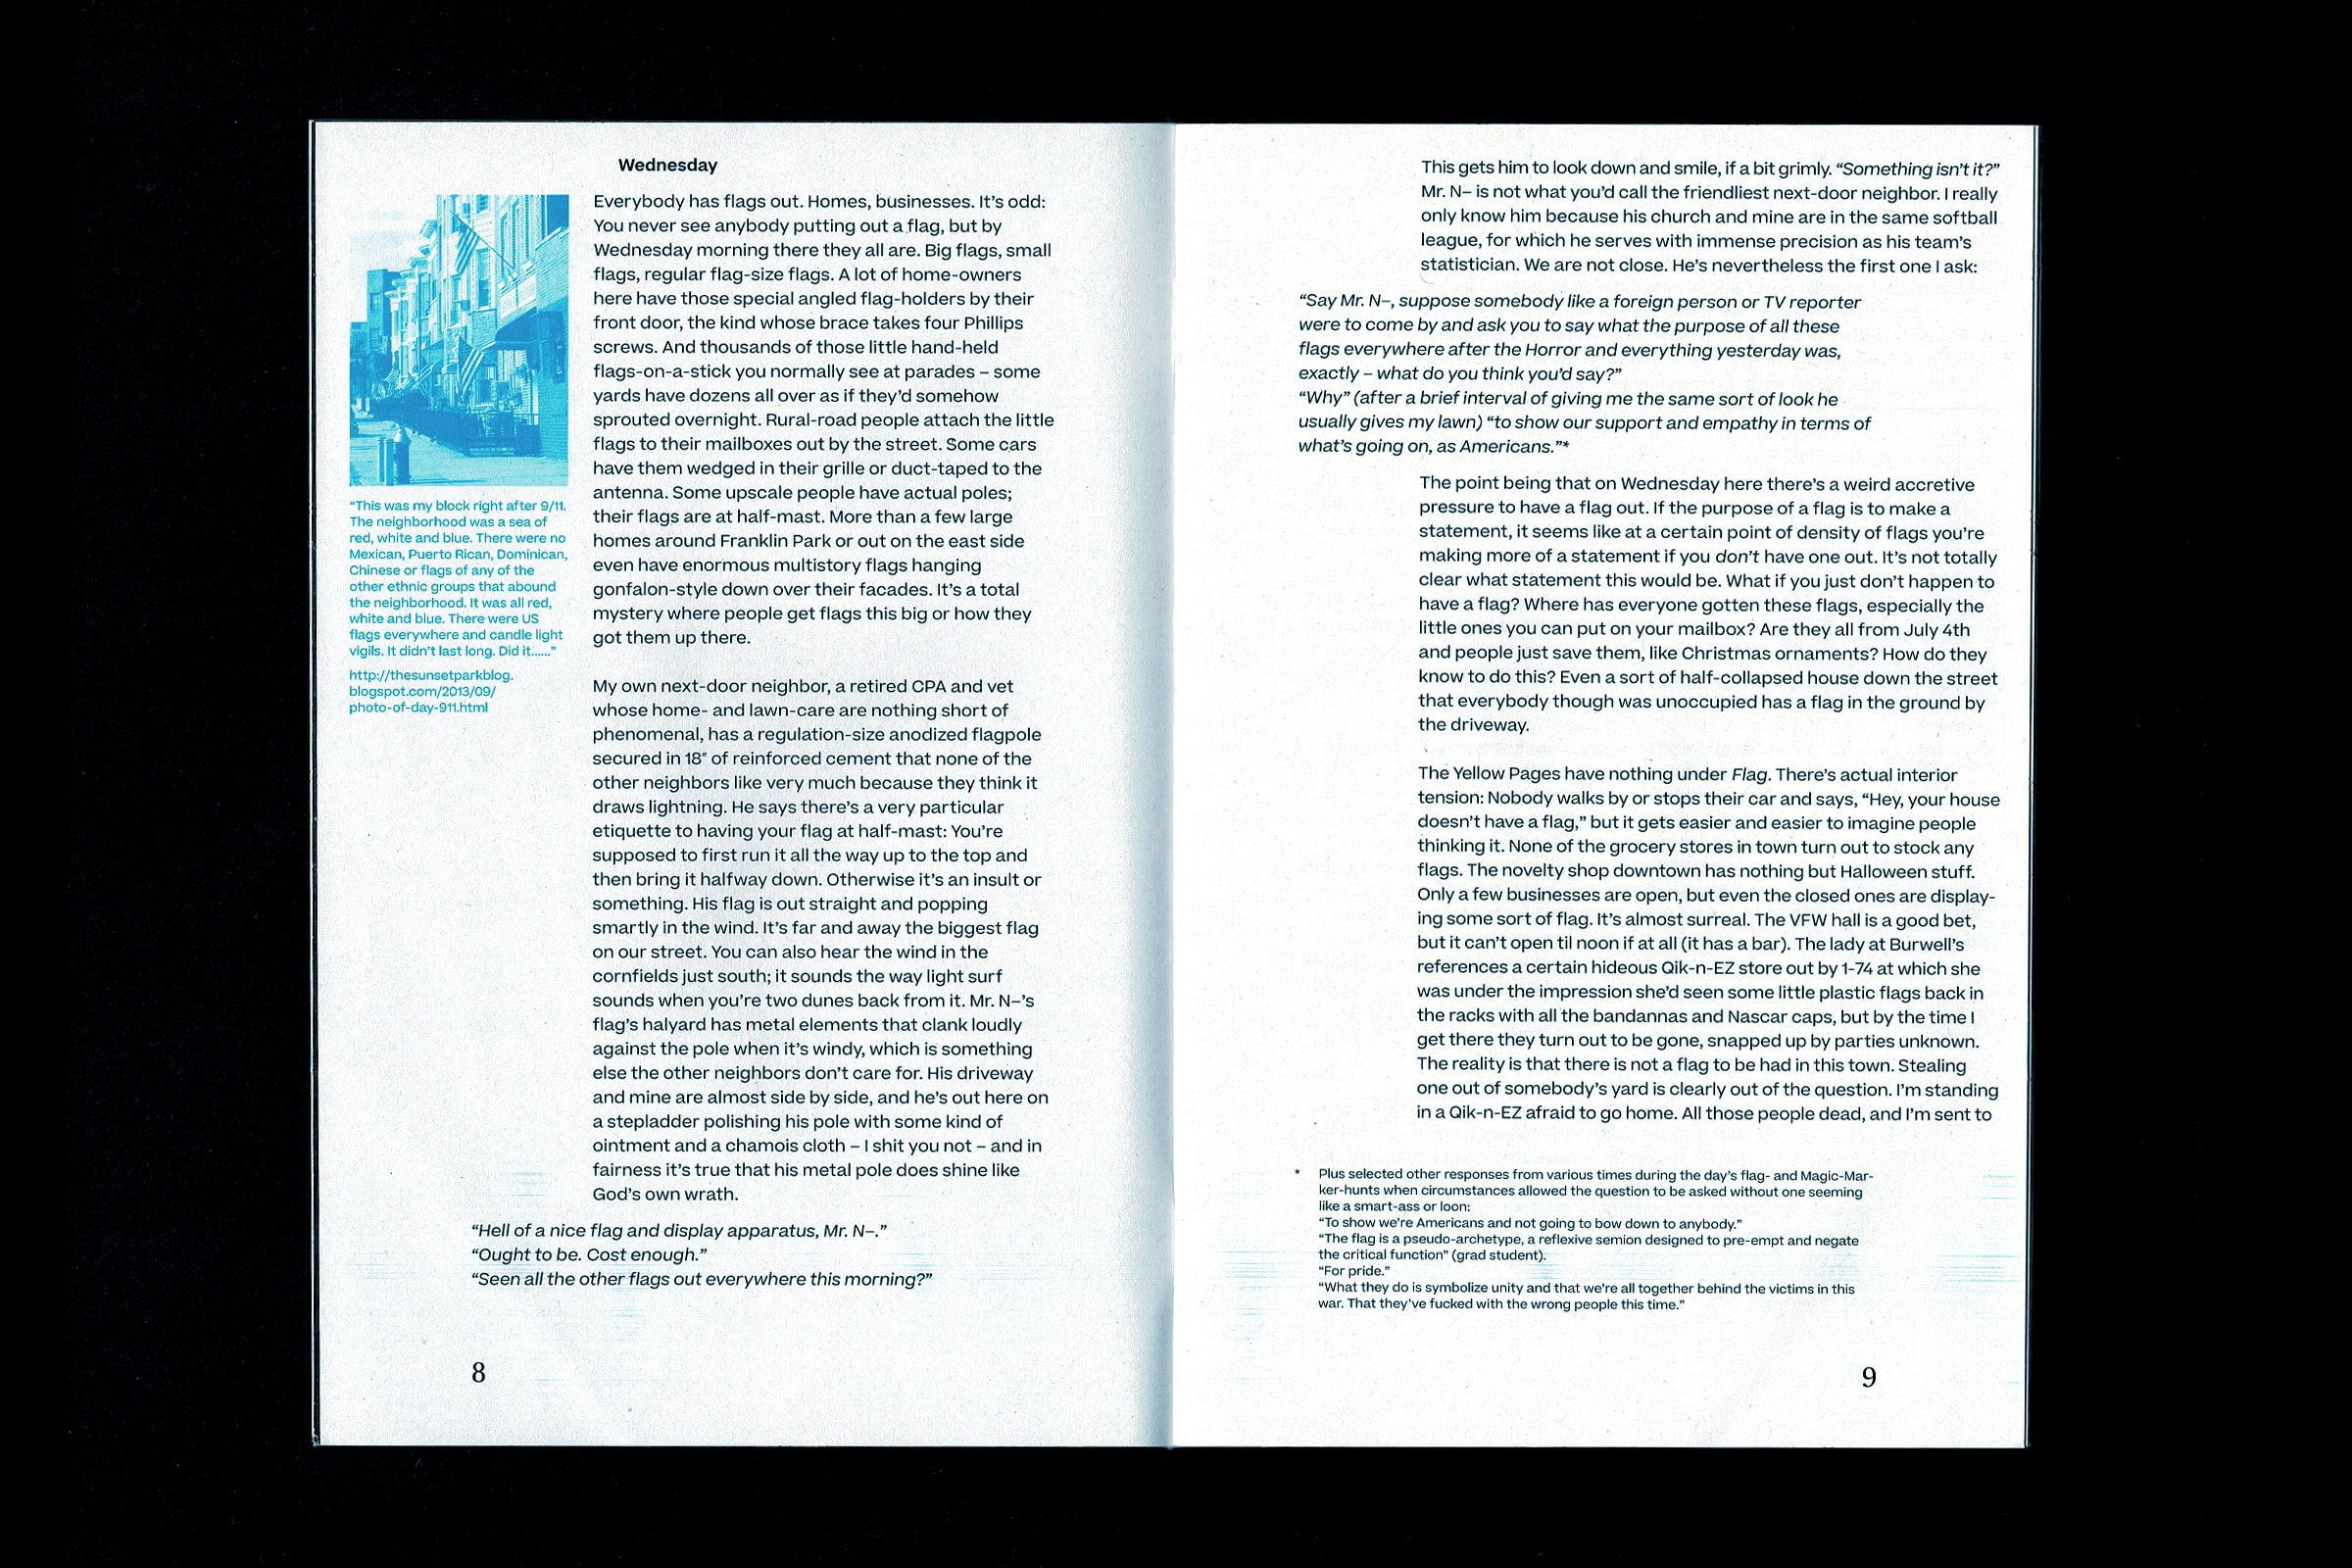 Wednesday
Everybody has flags out. Homes, businesses. It's odd:
You never see anybody putting out a flag, but by
Wednesday morning there they all are. Big flags, small
flags, regular flag-size flags. A lot of home-owners
here have those special angled flag-holders by their
front door, the kind whose brace takes four Phillips
screws. And thousands of those little hand-held
flags-on-a-stick you normally see at parades – some
yards have dozens all over as if they'd somehow
sprouted overnight. Rural-road people attach the little
flags to their mailboxes out by the street. Some cars
have them wedged in their grille or duct-taped to the
antenna. Some upscale people have actual poles;
their flags are at half-mast. More than a few large
homes around Franklin Park or out on the east side
even have enormous multistory flags hanging
gonfalon-style down over their facades. It's a total
mystery where people get flags this big or how they
got them up there.
“This was my block right after 9/11.
The neighborhood was a sea of
red, white and blue. There were no
Mexican, Puerto Rican, Dominican,
Chinese or flags of any of the
other ethnic groups that abound
the neighborhood. It was all red,
white and blue. There were US
flags everywhere and candle light
vigils. It didn't last long. Did it......”
http://thesunsetparkblog.
blogspot.com/2013/09/
photo-of-day-911.html
My own next-door neighbor, a retired CPA and vet
whose home- and lawn-care are nothing short of
phenomenal, has a regulation-size anodized flagpole
secured in 18″ of reinforced cement that none of the
other neighbors like very much because they think it
draws lightning. He says there's a very particular
etiquette to having your flag at half-mast: You're
supposed to first run it all the way up to the top and
then bring it halfway down. Otherwise it's an insult or
something. His flag is out straight and popping
smartly in the wind. It's far and away the biggest flag
on our street. You can also hear the wind in the
cornfields just south; it sounds the way light surf
sounds when you're two dunes back from it. Mr. N–'s
flag's halyard has metal elements that clank loudly
against the pole when it's windy, which is something
else the other neighbors don't care for. His driveway
and mine are almost side by side, and he's out here on
a stepladder polishing his pole with some kind of
ointment and a chamois cloth – I shit you not – and in
fairness it's true that his metal pole does shine like
God's own wrath.
“Hell of a nice flag and display apparatus, Mr. N–.”
“Ought to be. Cost enough.”
“Seen all the other flags out everywhere this morning?”
8
This gets him to look down and smile, if a bit grimly. “Something isn't it?”
Mr. N– is not what you'd call the friendliest next-door neighbor. I really
only know him because his church and mine are in the same softball
league, for which he serves with immense precision as his team's
statistician. We are not close. He's nevertheless the first one I ask:
“Say Mr. N–, suppose somebody like a foreign person or TV reporter
were to come by and ask you to say what the purpose of all these
flags everywhere after the Horror and everything yesterday was,
exactly – what do you think you'd say?”
“Why” (after a brief interval of giving me the same sort of look he
usually gives my lawn) “to show our support and empathy in terms of
what's going on, as Americans.”*
The point being that on Wednesday here there's a weird accretive
pressure to have a flag out. If the purpose of a flag is to make a
statement, it seems like at a certain point of density of flags you're
making more of a statement if you don't have one out. It's not totally
clear what statement this would be. What if you just don't happen to
have a flag? Where has everyone gotten these flags, especially the
little ones you can put on your mailbox? Are they all from July 4th
and people just save them, like Christmas ornaments? How do they
know to do this? Even a sort of half-collapsed house down the street
that everybody though was unoccupied has a flag in the ground by
the driveway.
The Yellow Pages have nothing under Flag. There's actual interior
tension: Nobody walks by or stops their car and says, “Hey, your house
doesn't have a flag,” but it gets easier and easier to imagine people
thinking it. None of the grocery stores in town turn out to stock any
flags. The novelty shop downtown has nothing but Halloween stuff.
Only a few businesses are open, but even the closed ones are display-
ing some sort of flag. It's almost surreal. The VFW hall is a good bet,
but it can't open til noon if at all (it has a bar). The lady at Burwell's
references a certain hideous Qik-n-EZ store out by 1-74 at which she
was under the impression she'd seen some little plastic flags back in
the racks with all the bandannas and Nascar caps, but by the time I
get there they turn out to be gone, snapped up by parties unknown.
The reality is that there is not a flag to be had in this town. Stealing
one out of somebody's yard is clearly out of the question. I'm standing
in a Qik-n-EZ afraid to go home. All those people dead, and I'm sent to
* Plus selected other responses from various times during the day's flag- and Magic-Mar-
ker-hunts when circumstances allowed the question to be asked without one seeming
like a smart-ass or loon:
“To show we're Americans and not going to bow down to anybody.”
“The flag is a pseudo-archetype, a reflexive semion designed to pre-empt and negate
the critical function” (grad student).
“For pride.”
“What they do is symbolize unity and that we're all together behind the victims in this
war. That they've fucked with the wrong people this time.”
9